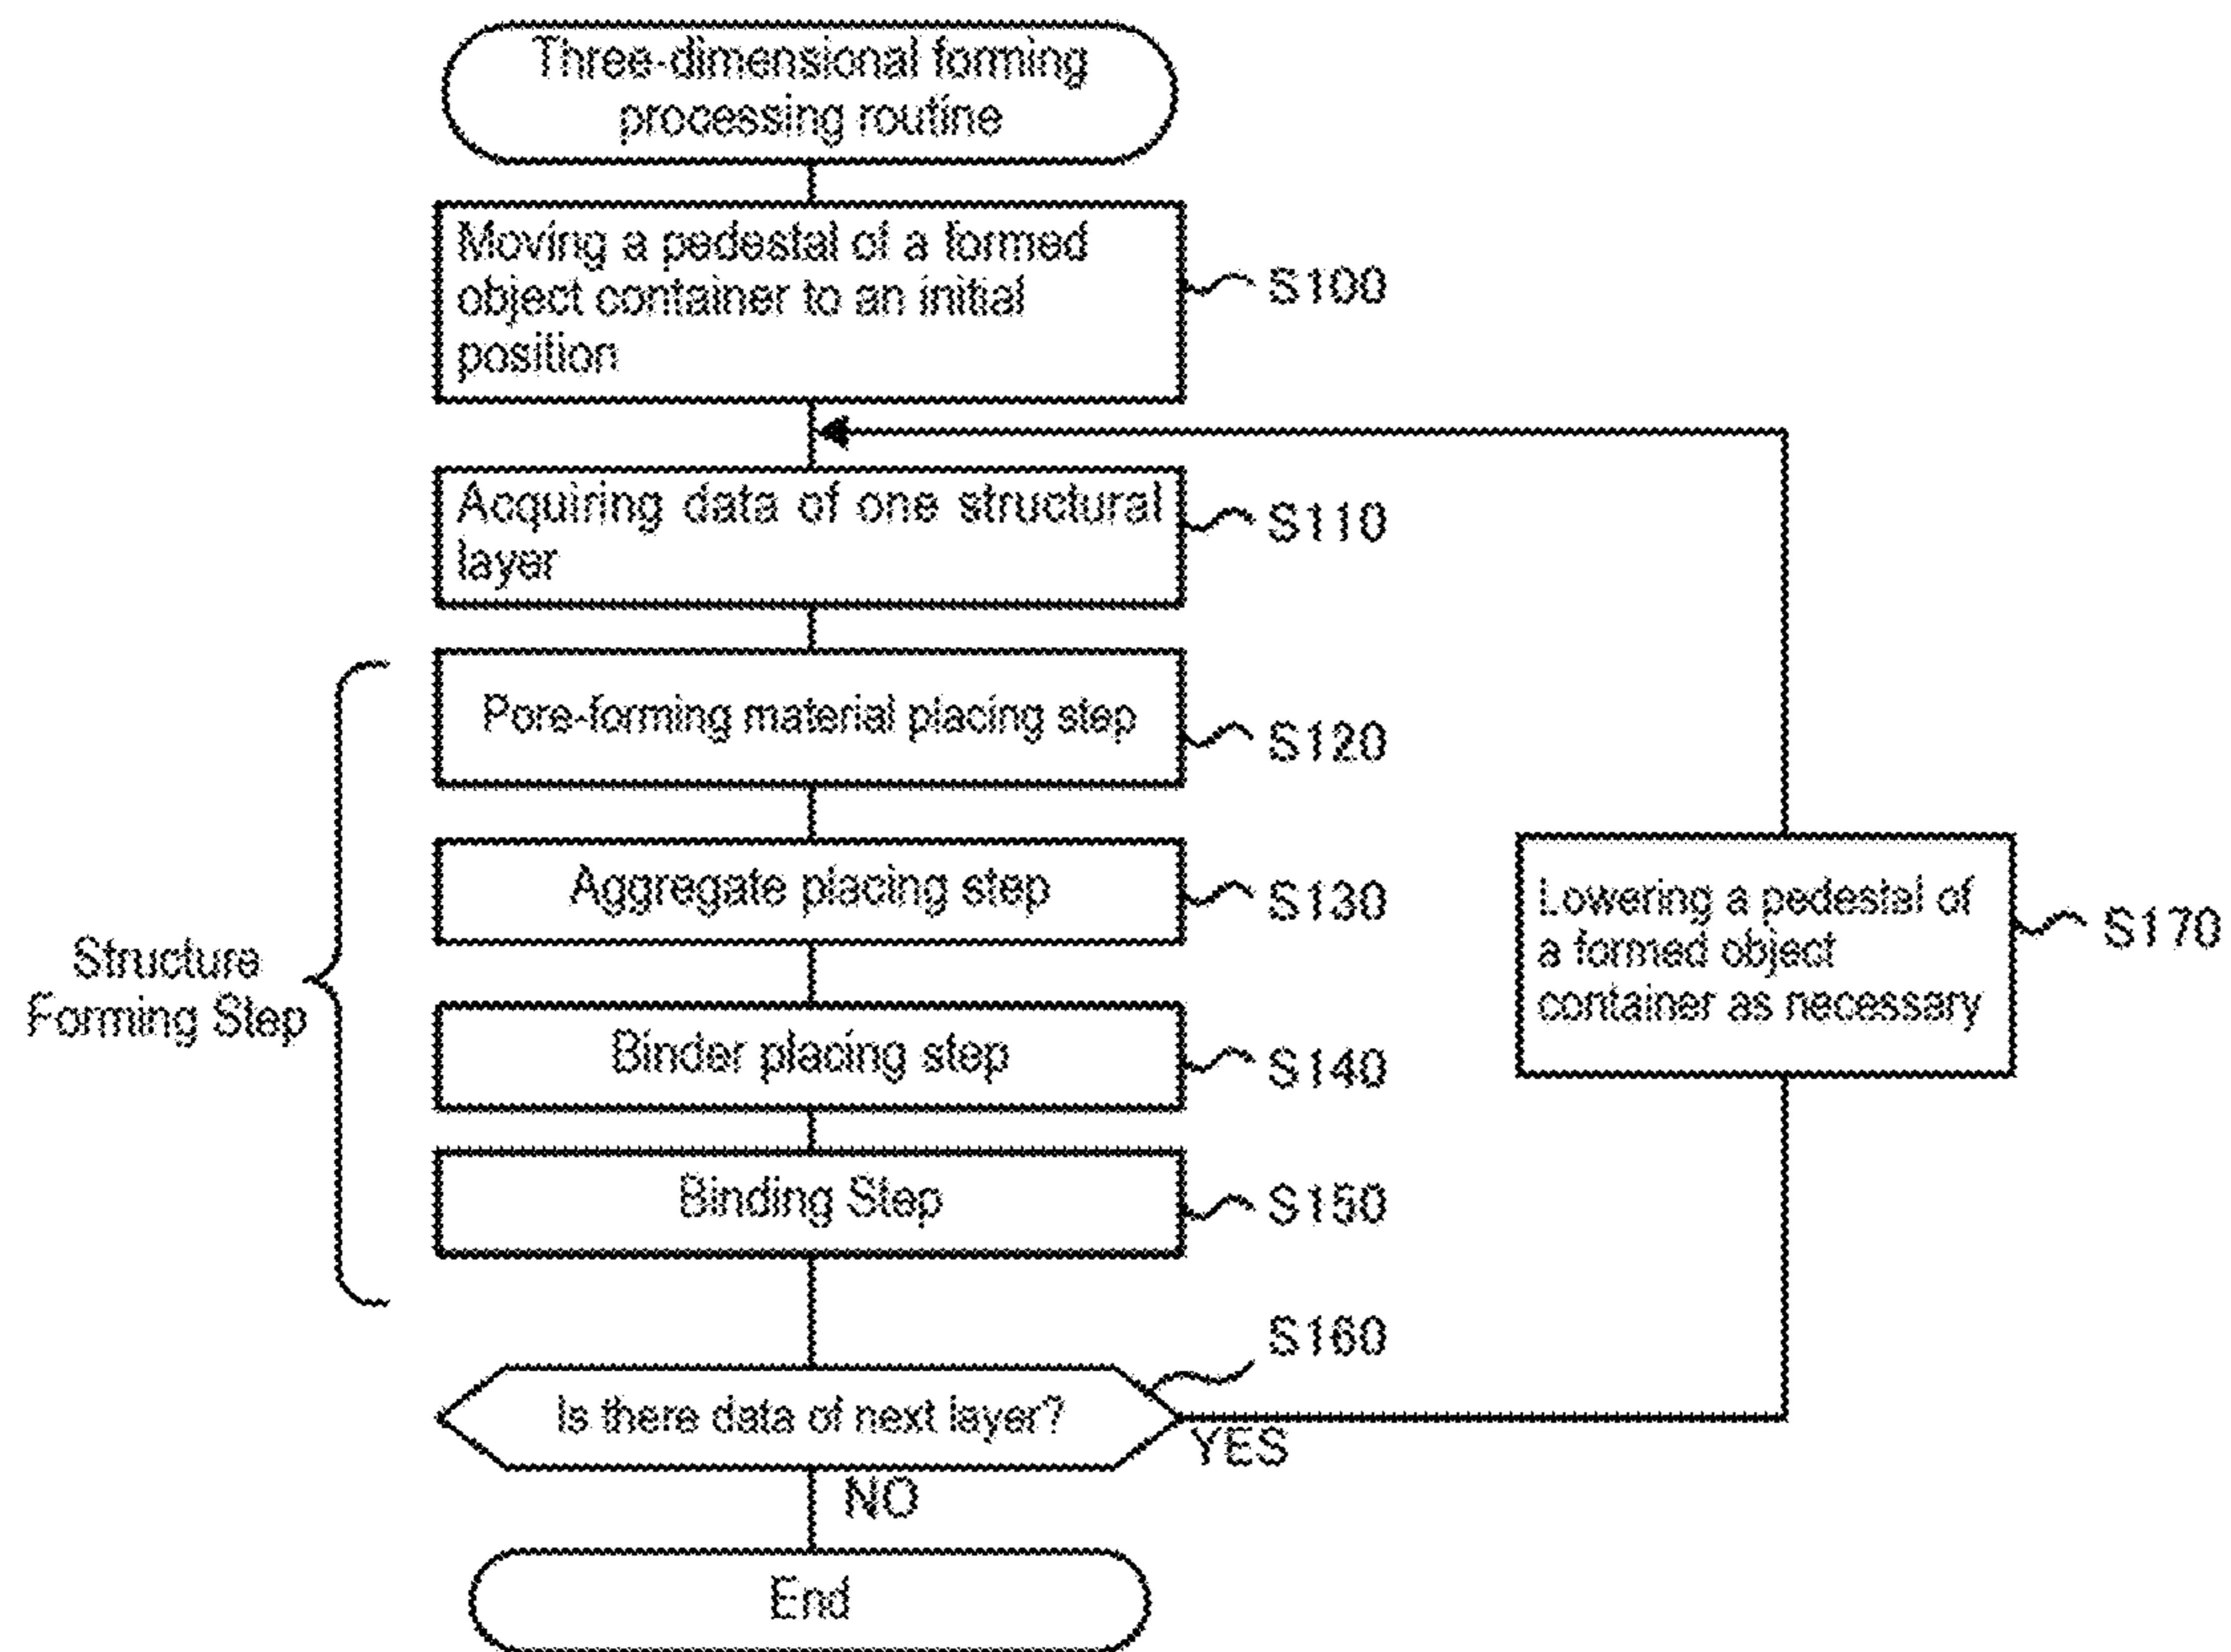 Three-dimensional forming
processing routine
Moving a pedestal of a formed
object container to an initial
position
S100
Acquiring data of one structural
layer
S110
Pore-forming material placing step
S120
Aggregate placing step
S130
Structure
Forming Step
Lowering a pedestal of
a formed object
container as necessary
S170
Binder placing step
S140
Binding Step
S150
S160
Is there data of next layer?
YES
NO
End